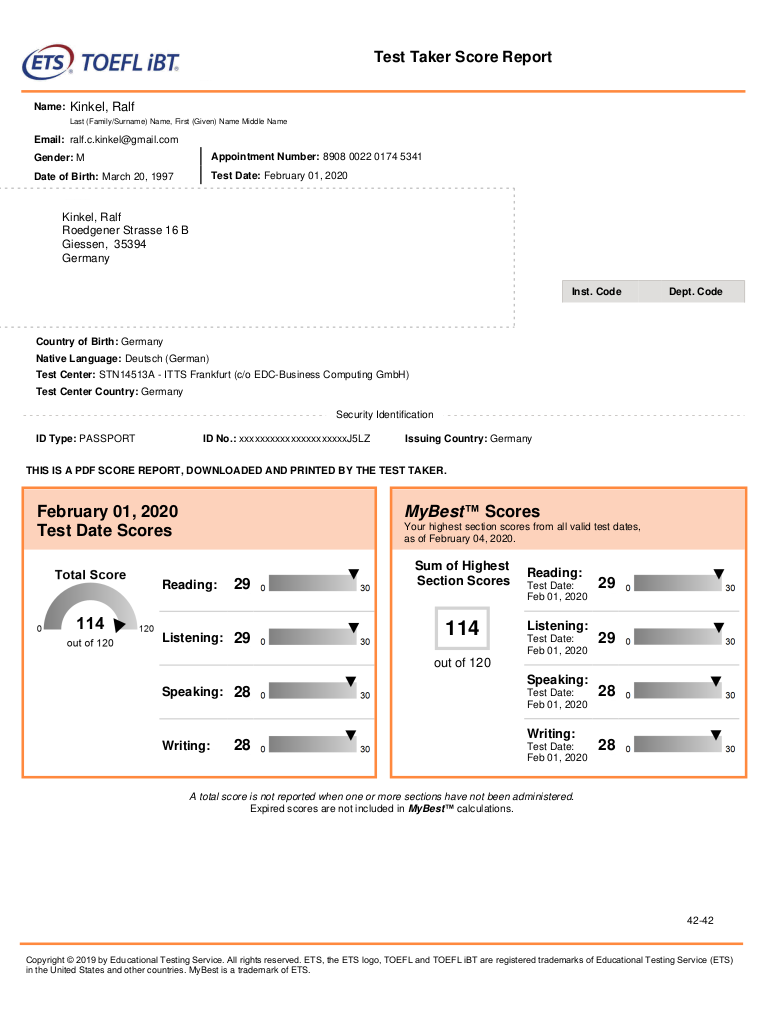 ETS® TOEFL iBT®
Test Taker Score Report
Name: Kinkel, Ralf
Last (Family/Surname) Name, First (Given) Name Middle Name
Email: ralf.c.kinkel@gmail.com
Gender: M
Appointment Number: 8908 0022 0174 5341
Date of Birth: March 20, 1997
Test Date: February 01, 2020
Kinkel, Ralf
Roedgener Strasse 16 B
Giessen, 35394
Germany
Inst. Code Dept. Code
Country of Birth: Germany
Native Language: Deutsch (German)
Test Center: STN14513A - ITTS Frankfurt (c/o EDC-Business Computing GmbH)
Test Center Country: Germany
Security Identification
ID Type: PASSPORT ID No.: xxxxxxxxxxxxxxxxxxxxxJ5LZ Issuing Country: Germany
THIS IS A PDF SCORE REPORT, DOWNLOADED AND PRINTED BY THE TEST TAKER.
February 01, 2020
Test Date Scores
Total Score
114
0 120
out of 120
Reading: 29 0 30
Listening: 29 0 30
Speaking: 28 0 30
Writing: 28 0 30
MyBest™ Scores
Your highest section scores from all valid test dates,
as of February 04, 2020.
Sum of Highest
Section Scores
114
out of 120
Reading:
Test Date:
Feb 01, 2020
29 0 30
Listening:
Test Date:
Feb 01, 2020
29 0 30
Speaking:
Test Date:
Feb 01, 2020
28 0 30
Writing:
Test Date:
Feb 01, 2020
28 0 30
A total score is not reported when one or more sections have not been administered.
Expired scores are not included in MyBest™ calculations.
42-42
Copyright © 2019 by Educational Testing Service. All rights reserved. ETS, the ETS logo, TOEFL and TOEFL iBT are registered trademarks of Educational Testing Service (ETS)
in the United States and other countries. MyBest is a trademark of ETS.